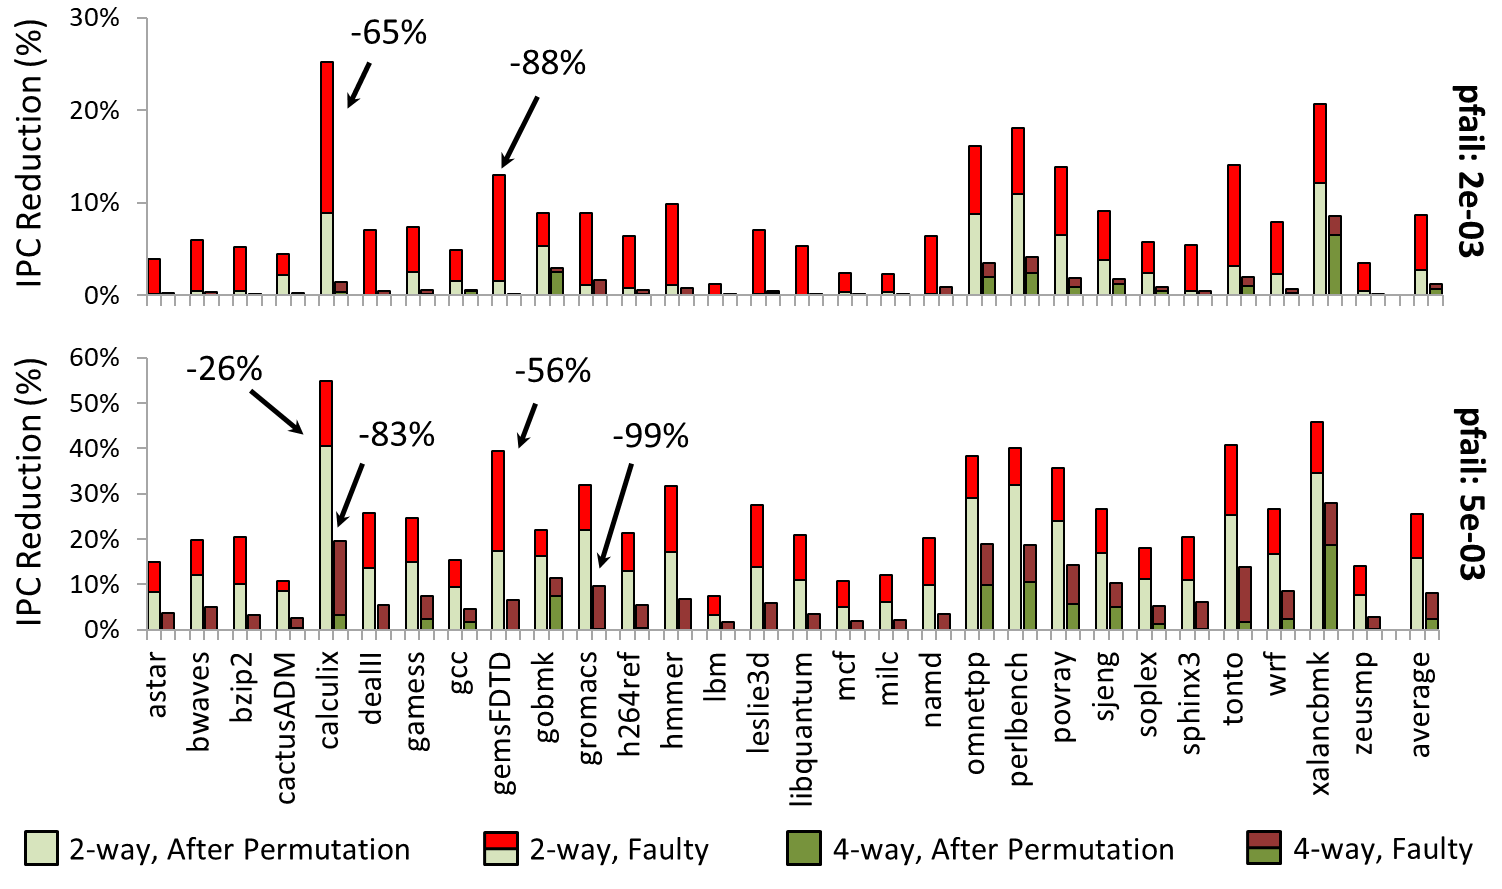 IPC Reduction (%)
30%
20%
10%
0%
-65%
-88%
pfail: 2e-03
IPC Reduction (%)
60%
50%
40%
30%
20%
10%
0%
-26%
-83%
-56%
-99%
pfail: 5e-03
astar
bwaves
bzip2
cactusADM
calculix
dealII
gamess
gcc
gemsFDTD
gobmk
gromacs
h264ref
hmmer
lbm
leslie3d
libquantum
mcf
milc
namd
omnetpp
perlbench
povray
sjeng
soplex
sphinx3
tonto
wrf
xalancbmk
zeusmp
average
2-way, After Permutation
2-way, Faulty
4-way, After Permutation
4-way, Faulty